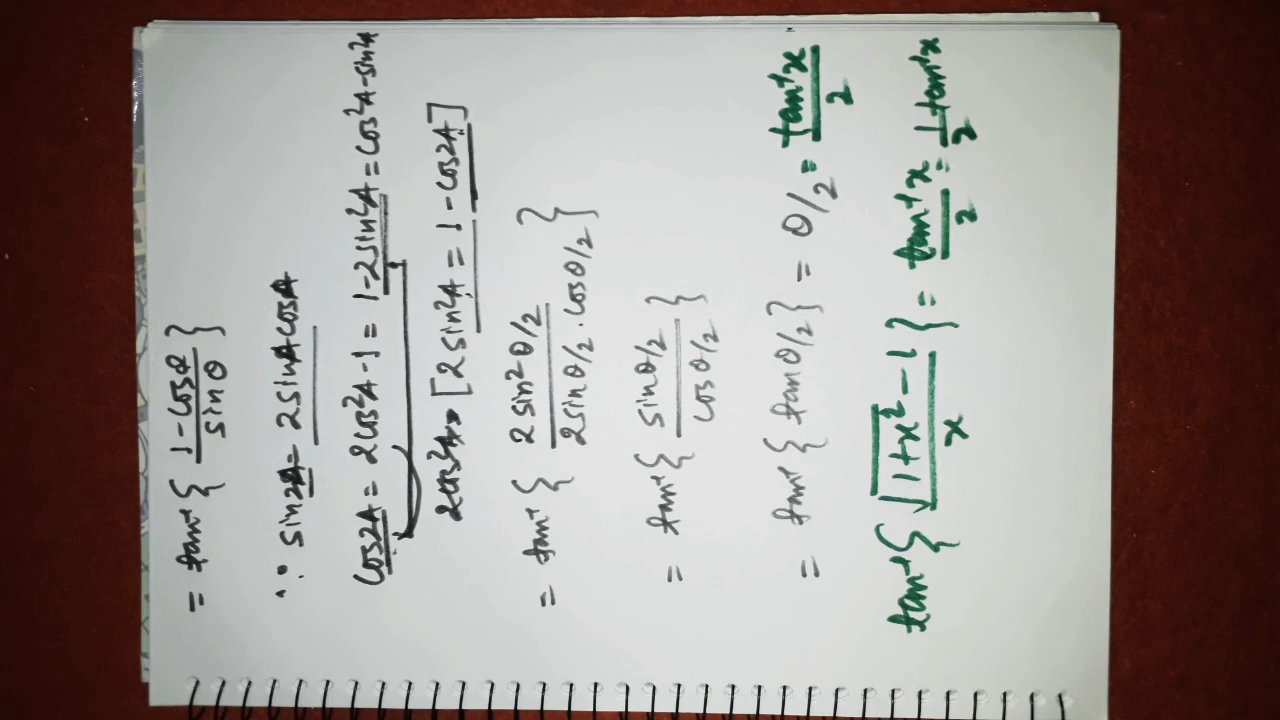 = tan⁻¹{ (1 - cosθ)/(sinθ) }
∵ sin2A = 2sinA cosA
cos2A = 2cos²A - 1 = 1 - 2sin²A = cos²A - sin²A
[2sin²A = 1 - cos2A]
= tan⁻¹{ (2sin²θ/2)/(2sinθ/2 . cosθ/2) }
= tan⁻¹{ (sinθ/2)/(cosθ/2) }
= tan⁻¹{ tanθ/2 } = θ/2 = (tan⁻¹x)/2
tan⁻¹{ (√(1+x²) - 1)/x } = (tan⁻¹x)/2 = 1/2 tan⁻¹x